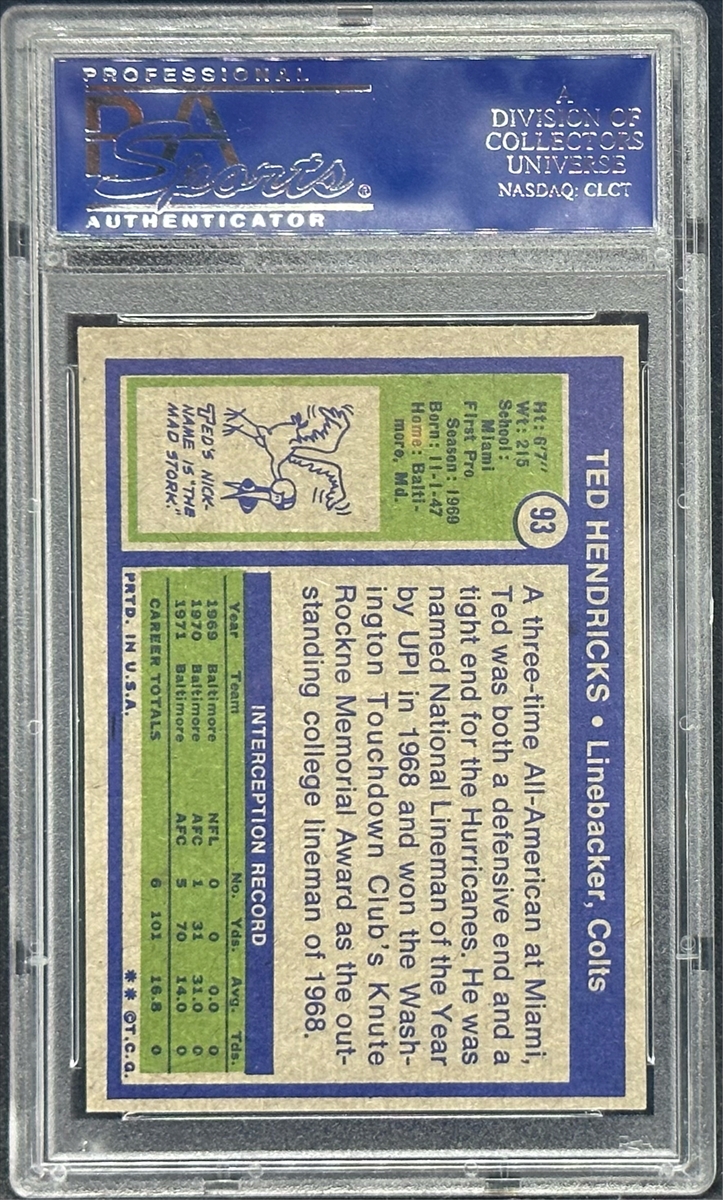 PROFESSIONAL
PSA
Sports®
AUTHENTICATOR
A
DIVISION OF
COLLECTORS
UNIVERSE
NASDAQ: CLCT
TED HENDRICKS • Linebacker, Colts
93
Ht: 6'7"
Wt: 215
School:
Miami
First Pro
Season: 1969
Born: 11-1-47
Home: Balti-
more, Md.
TED'S NICK-
NAME IS "THE
MAD STORK."
A three-time All-American at Miami,
Ted was both a defensive end and a
tight end for the Hurricanes. He was
named National Lineman of the Year
by UPI in 1968 and won the Wash-
ington Touchdown Club's Knute
Rockne Memorial Award as the out-
standing college lineman of 1968.
INTERCEPTION RECORD
Year Team No. Yds. Avg. Tds.
1969 Baltimore NFL 0 0 0.0 0
1970 Baltimore AFC 1 31 31.0 0
1971 Baltimore AFC 5 70 14.0 0
CAREER TOTALS 6 101 16.8 0
PRTD. IN U.S.A. ** ©T.C.G.